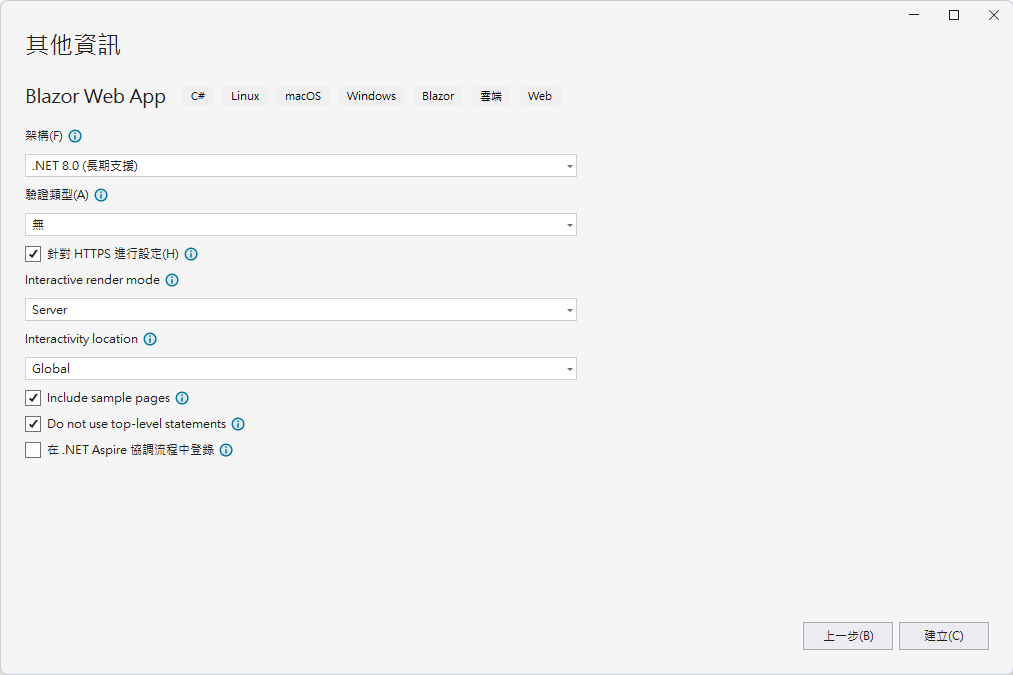 其他資訊
Blazor Web App C# Linux macOS Windows Blazor 雲端 Web
架構(F)
.NET 8.0 (長期支援)
驗證類型(A)
無
針對 HTTPS 進行設定(H)
Interactive render mode
Server
Interactivity location
Global
Include sample pages
Do not use top-level statements
在 .NET Aspire 協調流程中登錄
上一步(B) 建立(C)